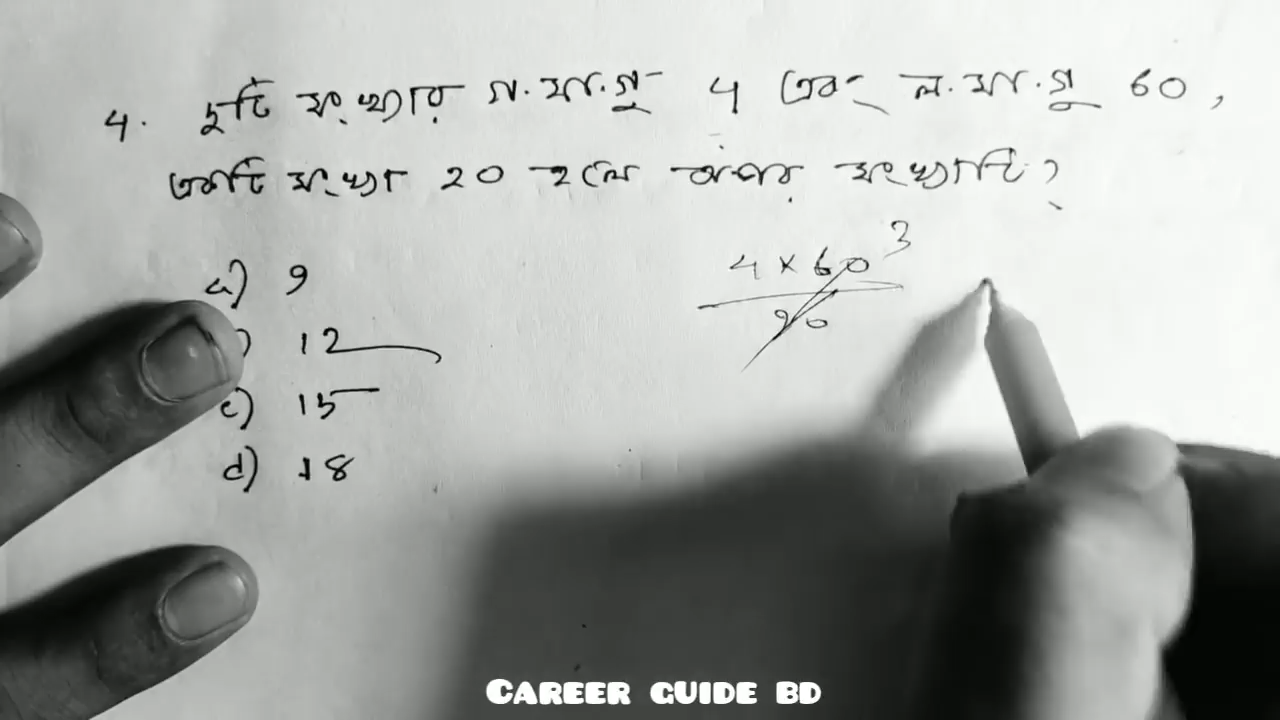 4. দুটি সংখ্যার গ.সা.গু 4 এবং ল.সা.গু 60,
একটি সংখ্যা 20 হলে অপর সংখ্যাটি?
a) 9
) 12
c) 15
d) 18
4 × 60 3
20
CAREER GUIDE BD